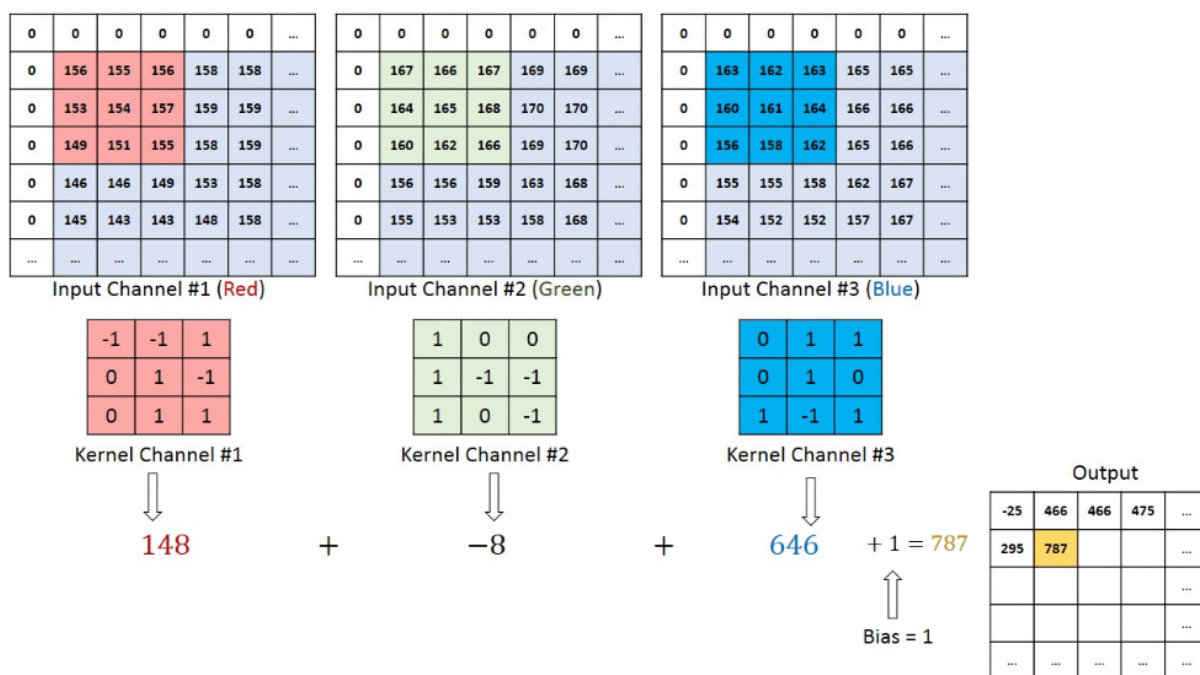 0 0 0 0 0 0 ... 0 0 0 0 0 0 ... 0 0 0 0 0 0 ...
0 156 155 156 158 158 ... 0 167 166 167 169 169 ... 0 163 162 163 165 165 ...
0 153 154 157 159 159 ... 0 164 165 168 170 170 ... 0 160 161 164 166 166 ...
0 149 151 155 158 159 ... 0 160 162 166 169 170 ... 0 156 158 162 165 166 ...
0 146 146 149 153 158 ... 0 156 156 159 163 168 ... 0 155 155 158 162 167 ...
0 145 143 143 148 158 ... 0 155 153 153 158 168 ... 0 154 152 152 157 167 ...
... ... ... ... ... ... ... ... ... ... ... ... ... ... ... ... ... ... ... ... ...
Input Channel #1 (Red) Input Channel #2 (Green) Input Channel #3 (Blue)
-1 -1 1 1 0 0 0 1 1
0 1 -1 1 -1 -1 0 1 0
0 1 1 1 0 -1 1 -1 1
Kernel Channel #1 Kernel Channel #2 Kernel Channel #3
148 + −8 + 646 + 1 = 787
Bias = 1
Output
-25 466 466 475 ...
295 787 ...
...
...
... ... ... ... ...